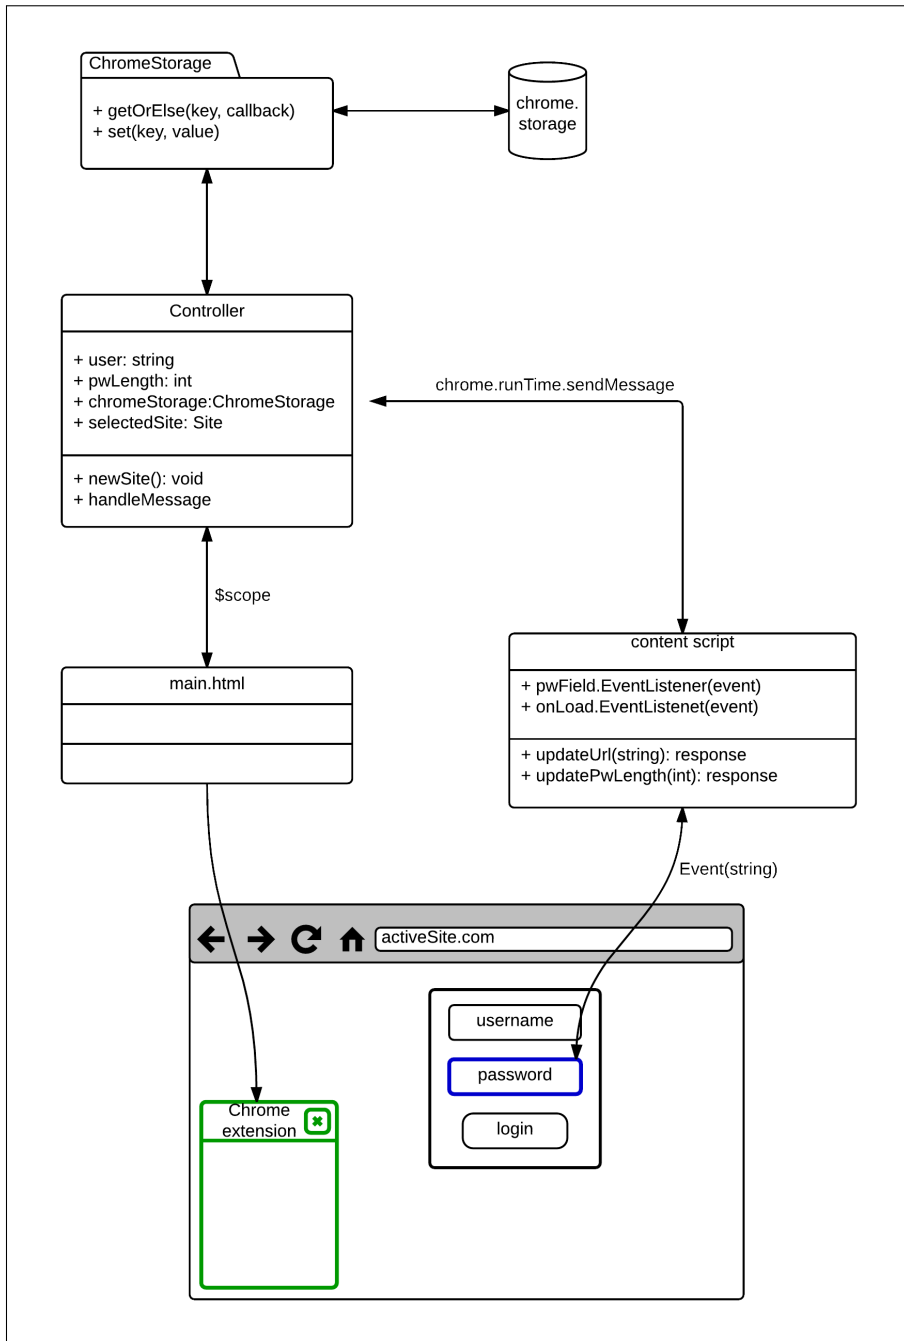 ChromeStorage
+ getOrElse(key, callback)
+ set(key, value)
chrome.
storage
Controller
+ user: string
+ pwLength: int
+ chromeStorage:ChromeStorage
+ selectedSite: Site
+ newSite(): void
+ handleMessage
chrome.runTime.sendMessage
$scope
main.html
content script
+ pwField.EventListener(event)
+ onLoad.EventListenet(event)
+ updateUrl(string): response
+ updatePwLength(int): response
Event(string)
activeSite.com
username
password
login
Chrome
extension